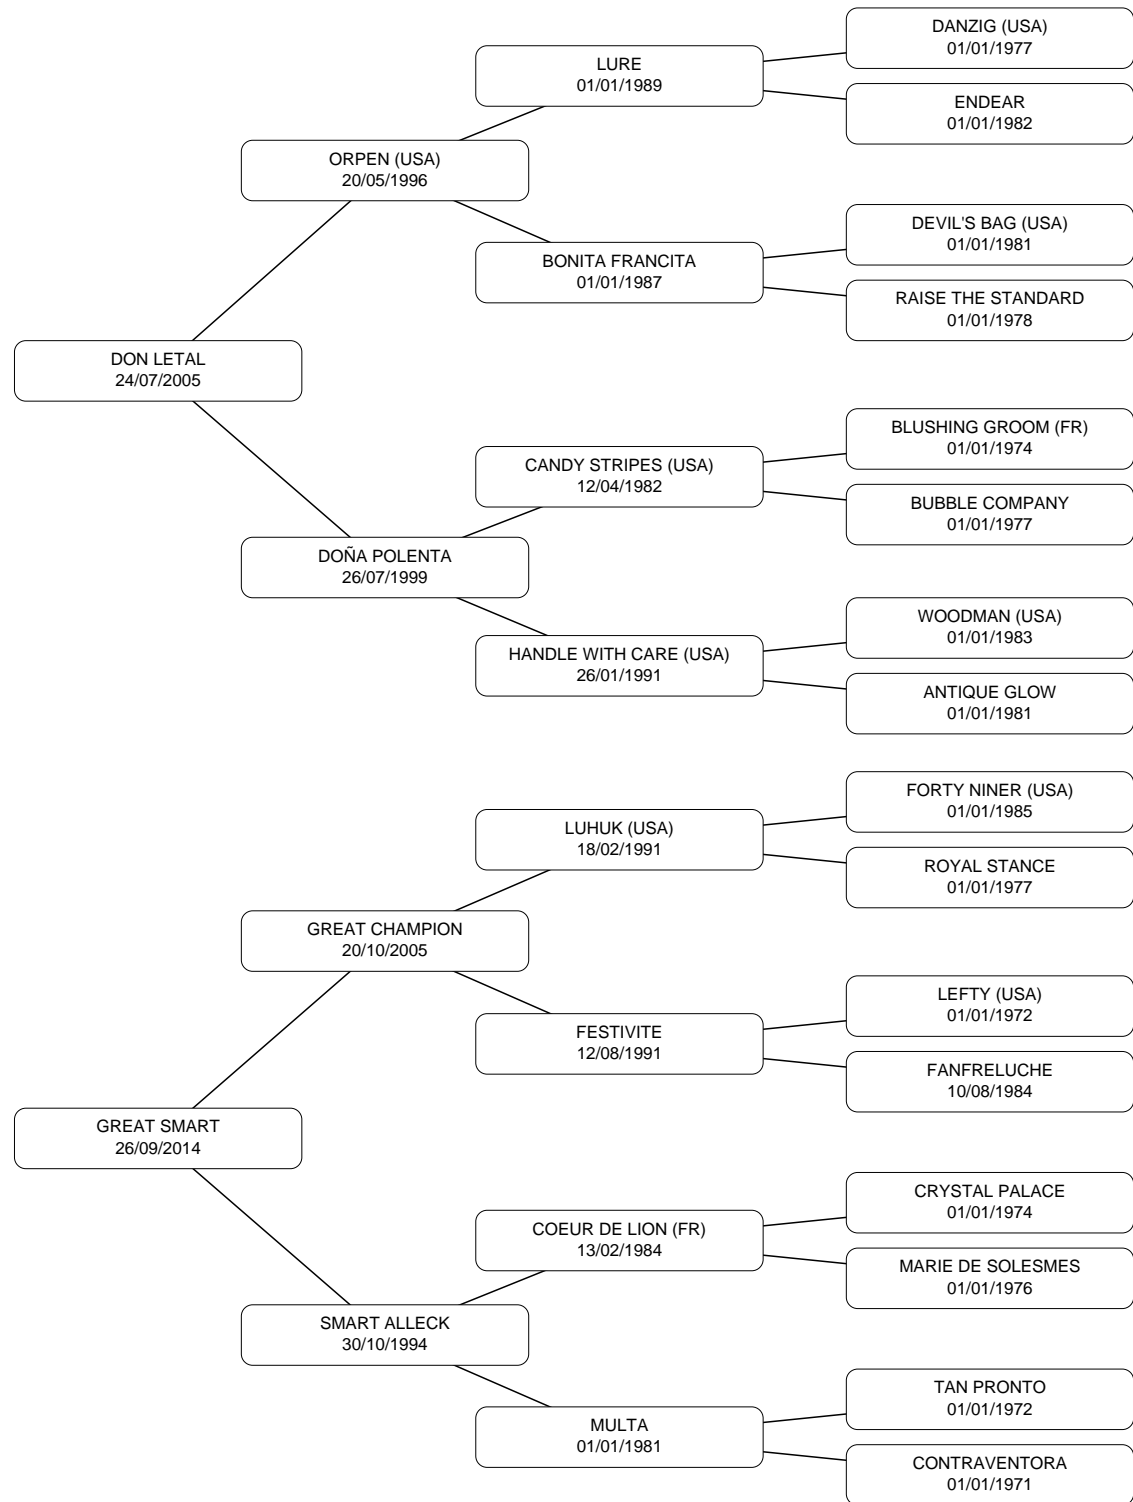 DANZIG (USA)
01/01/1977
LURE
01/01/1989
ENDEAR
01/01/1982
ORPEN (USA)
20/05/1996
DEVIL'S BAG (USA)
01/01/1981
BONITA FRANCITA
01/01/1987
RAISE THE STANDARD
01/01/1978
DON LETAL
24/07/2005
BLUSHING GROOM (FR)
01/01/1974
CANDY STRIPES (USA)
12/04/1982
BUBBLE COMPANY
01/01/1977
DOÑA POLENTA
26/07/1999
WOODMAN (USA)
01/01/1983
HANDLE WITH CARE (USA)
26/01/1991
ANTIQUE GLOW
01/01/1981
FORTY NINER (USA)
01/01/1985
LUHUK (USA)
18/02/1991
ROYAL STANCE
01/01/1977
GREAT CHAMPION
20/10/2005
LEFTY (USA)
01/01/1972
FESTIVITE
12/08/1991
FANFRELUCHE
10/08/1984
GREAT SMART
26/09/2014
CRYSTAL PALACE
01/01/1974
COEUR DE LION (FR)
13/02/1984
MARIE DE SOLESMES
01/01/1976
SMART ALLECK
30/10/1994
TAN PRONTO
01/01/1972
MULTA
01/01/1981
CONTRAVENTORA
01/01/1971